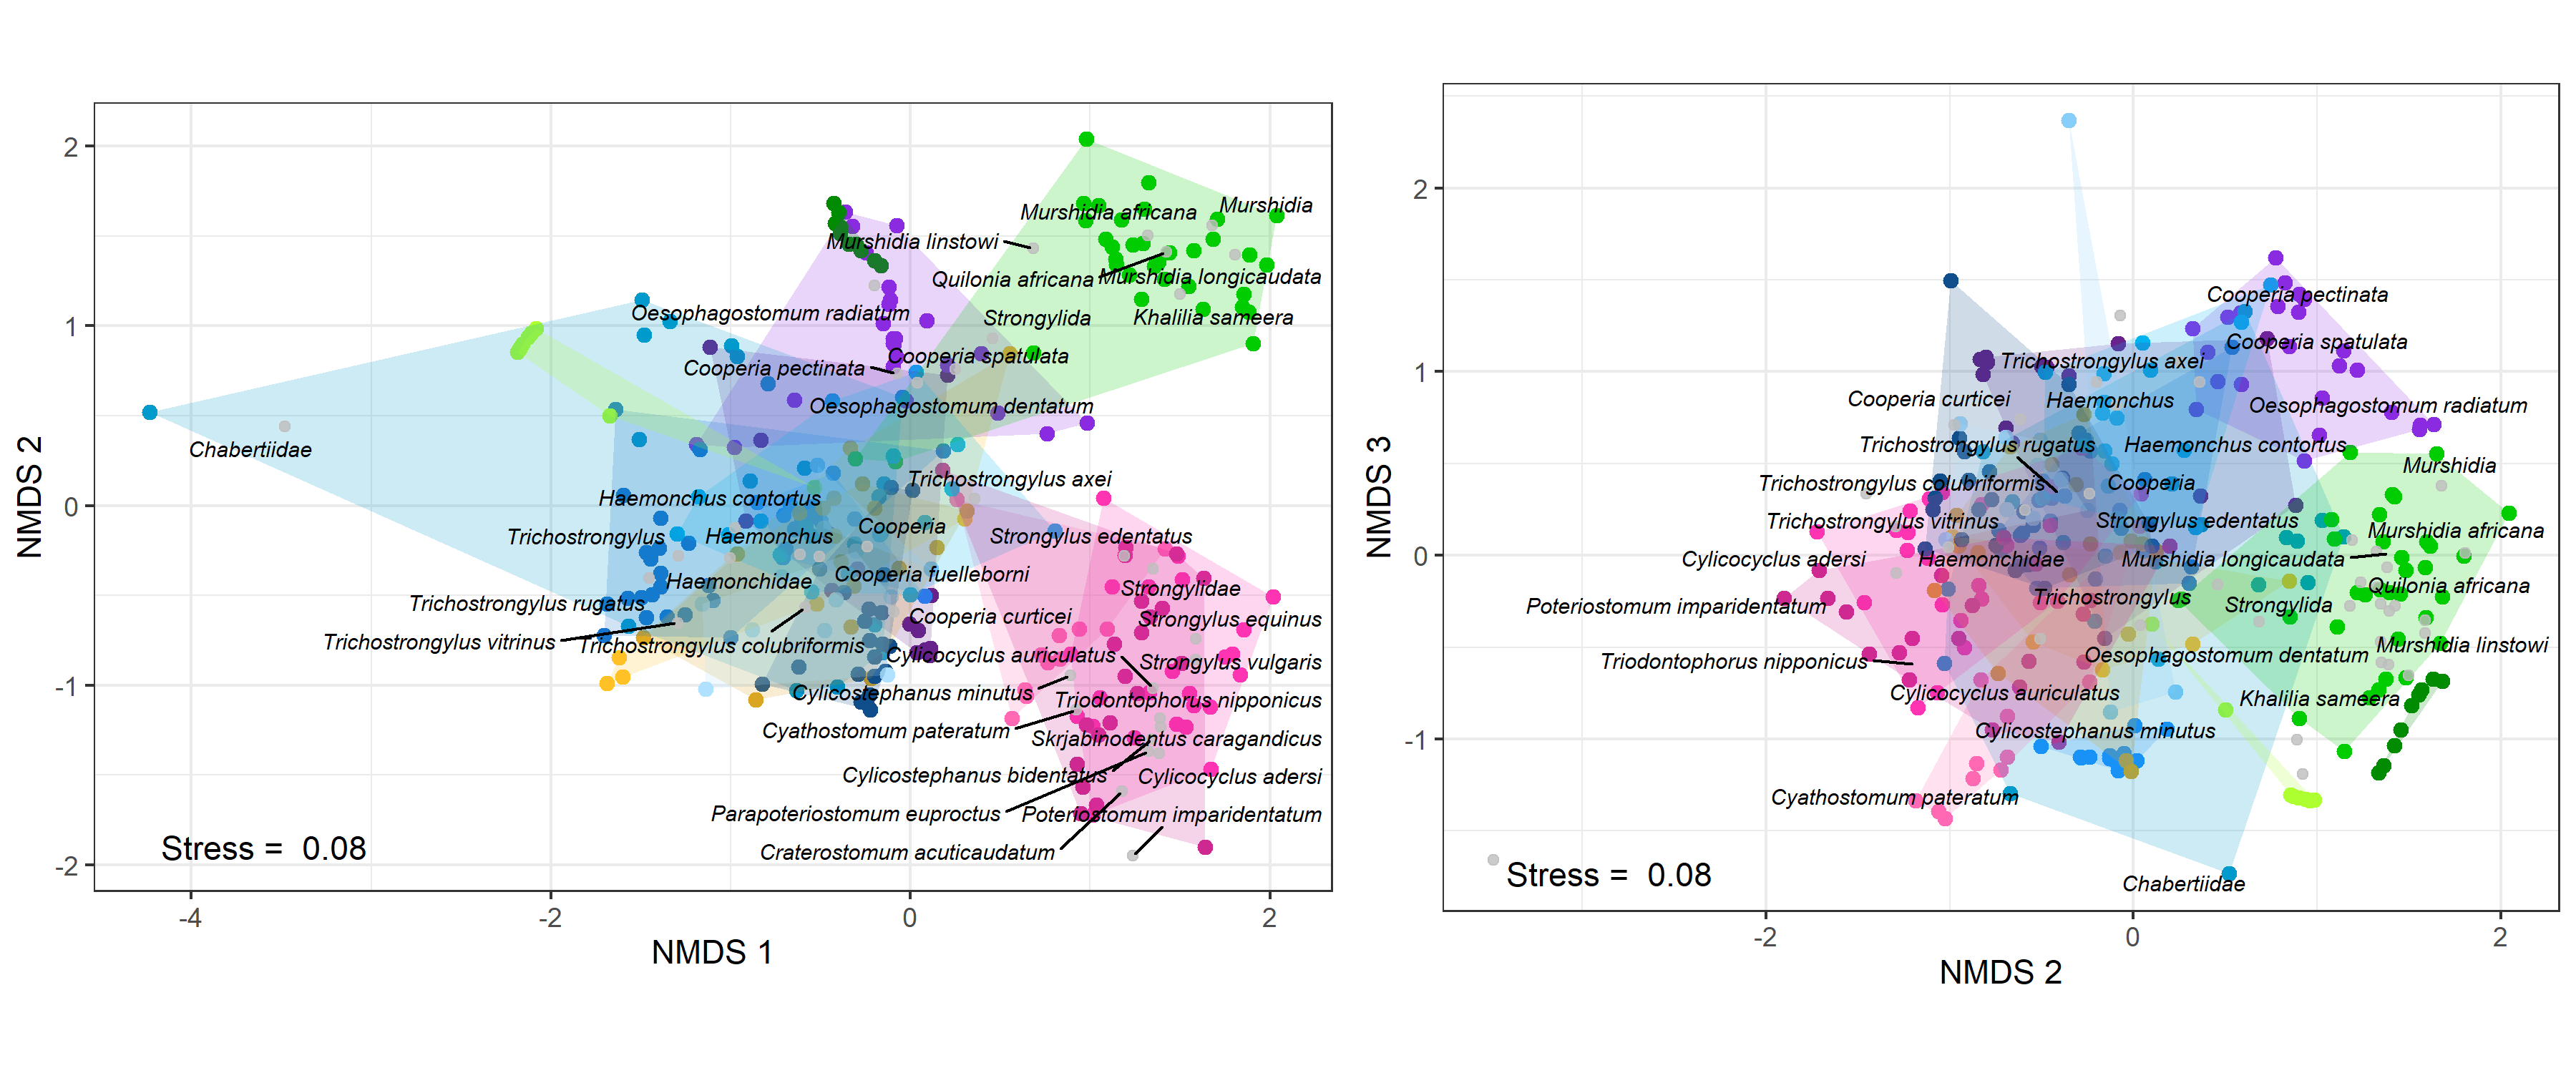 2
1
0
-1
-2
-4
-2
0
2
NMDS 1
NMDS 2
Murshidia africana
Murshidia
Murshidia linstowi
Quilonia africana
Murshidia longicaudata
Oesophagostomum radiatum
Strongylida
Khalilia sameera
Cooperia spatulata
Cooperia pectinata
Oesophagostomum dentatum
Chabertiidae
Trichostrongylus axei
Haemonchus contortus
Cooperia
Trichostrongylus
Haemonchus
Strongylus edentatus
Haemonchidae
Cooperia fuelleborni
Strongylidae
Trichostrongylus rugatus
Cooperia curticei
Strongylus equinus
Trichostrongylus vitrinus
Trichostrongylus colubriformis
Cylicocyclus auriculatus
Strongylus vulgaris
Cylicostephanus minutus
Triodontophorus nipponicus
Cyathostomum pateratum
Skrjabinodentus caragandicus
Cylicostephanus bidentatus
Cylicocyclus adersi
Parapoteriostomum euproctus
Poteriostomum imparidentatum
Craterostomum acuticaudatum
Stress = 0.08
2
1
0
-1
-2
0
2
NMDS 2
NMDS 3
Cooperia pectinata
Cooperia spatulata
Trichostrongylus axei
Cooperia curticei
Haemonchus
Oesophagostomum radiatum
Trichostrongylus rugatus
Haemonchus contortus
Murshidia
Trichostrongylus colubriformis
Cooperia
Trichostrongylus vitrinus
Strongylus edentatus
Murshidia africana
Cylicocyclus adersi
Haemonchidae
Murshidia longicaudata
Quilonia africana
Poteriostomum imparidentatum
Trichostrongylus
Strongylida
Triodontophorus nipponicus
Oesophagostomum dentatum
Murshidia linstowi
Cylicocyclus auriculatus
Khalilia sameera
Cylicostephanus minutus
Cyathostomum pateratum
Stress = 0.08
Chabertiidae